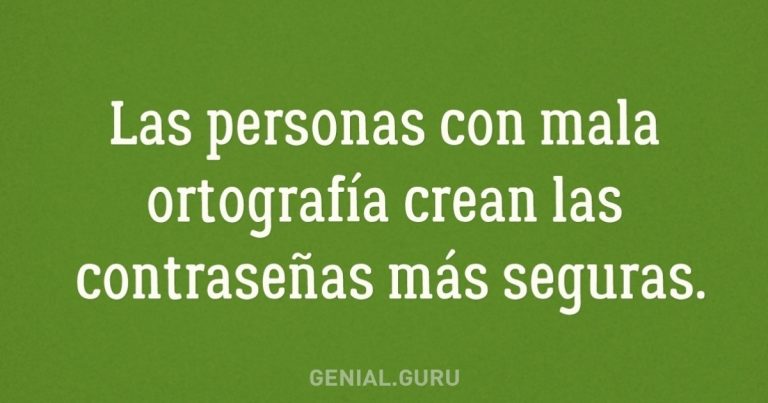 Las personas con mala
ortografía crean las
contraseñas más seguras.
GENIAL.GURU